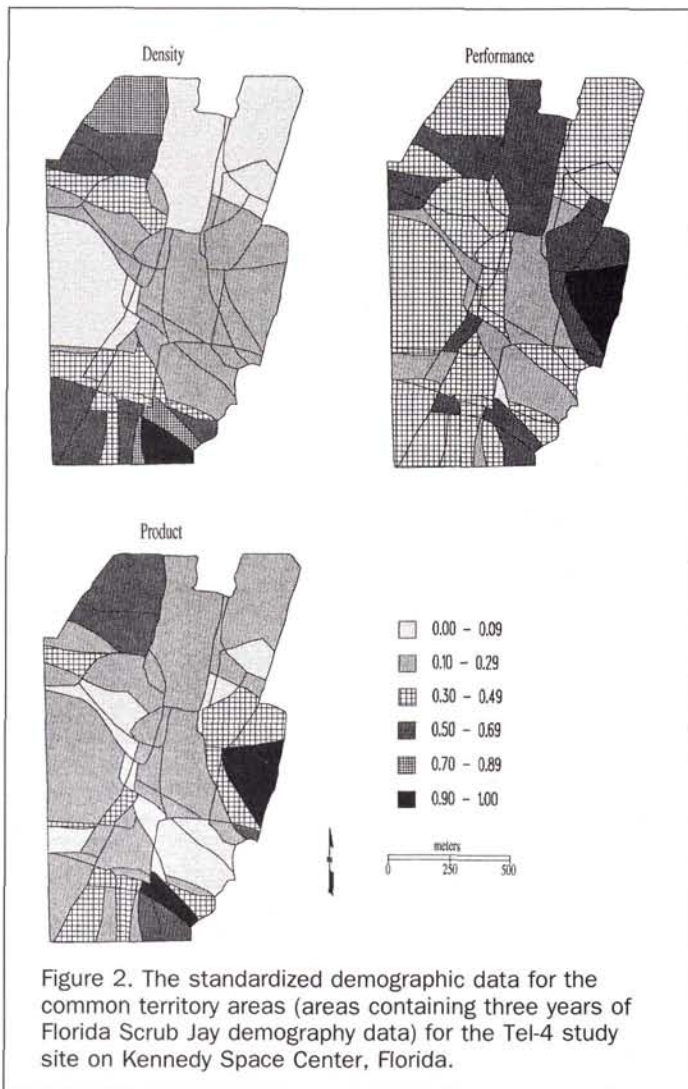 Density
Performance
Product
0.00 – 0.09
0.10 – 0.29
0.30 – 0.49
0.50 – 0.69
0.70 – 0.89
0.90 – 1.00
meters
0 250 500
Figure 2. The standardized demographic data for the
common territory areas (areas containing three years of
Florida Scrub Jay demography data) for the Tel-4 study
site on Kennedy Space Center, Florida.